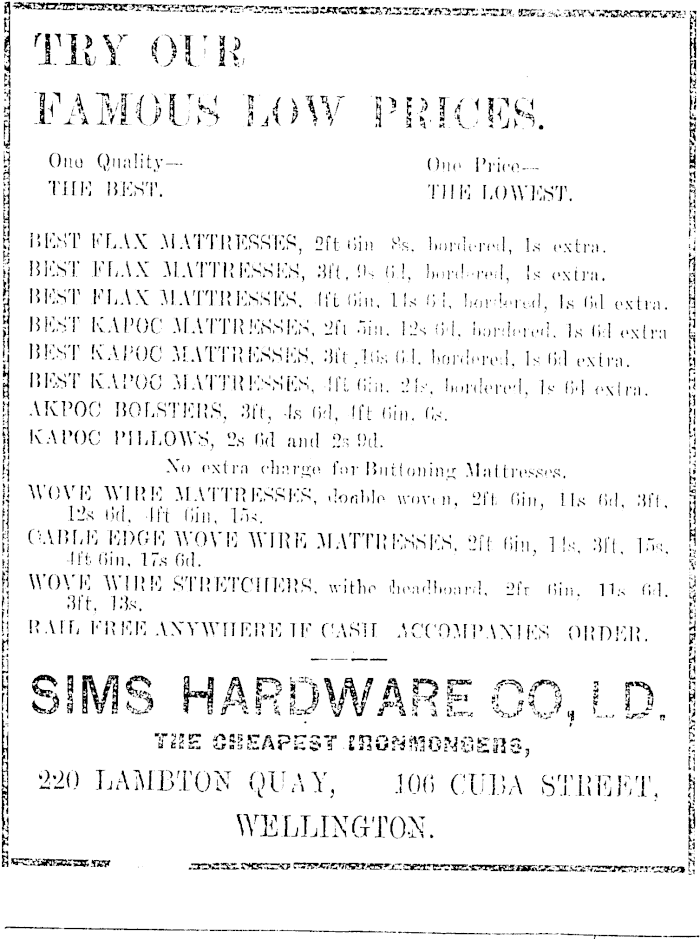 TRY OUR
FAMOUS LOW PRICES.
One Quality—
THE BEST.
One Price—
THE LOWEST.
BEST FLAX MATTRESSES, 2ft 6in 8s, bordered, 1s extra.
BEST FLAX MATTRESSES, 3ft, 9s 6d, bordered, 1s extra.
BEST FLAX MATTRESSES, 4ft 6in, 14s 6d, bordered, 1s 6d extra.
BEST KAPOC MATTRESSES, 2ft 5in, 12s 6d, bordered, 1s 6d extra
BEST KAPOC MATTRESSES, 3ft, 16s 6d, bordered, 1s 6d extra.
BEST KAPOC MATTRESSES, 4ft 6in, 24s, bordered, 1s 6d extra.
AKPOC BOLSTERS, 3ft, 4s 6d, 4ft 6in, 6s.
KAPOC PILLOWS, 2s 6d and 2s 9d.
No extra charge for Buttoning Mattresses.
WOVE WIRE MATTRESSES, double woven, 2ft 6in, 11s 6d, 3ft,
12s 6d, 4ft 6in, 15s.
CABLE EDGE WOVE WIRE MATTRESSES, 2ft 6in, 14s, 3ft, 15s,
4ft 6in, 17s 6d.
WOVE WIRE STRETCHERS, withe headboard, 2ft 6in, 11s 6d,
3ft, 13s.
RAIL FREE ANYWHERE IF CASH ACCOMPANIES ORDER.
SIMS HARDWARE CO, LD.
THE CHEAPEST IRONMONGERS,
220 LAMBTON QUAY, 106 CUBA STREET,
WELLINGTON.